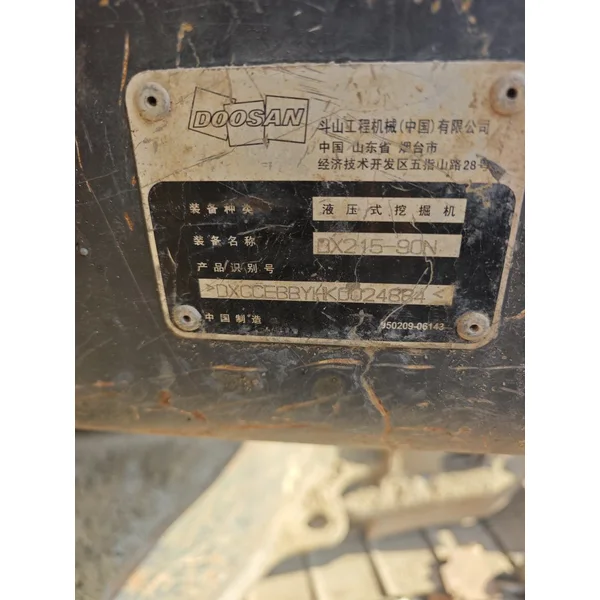 DOOSAN
斗山工程机械(中国)有限公司
中国 山东省 烟台市
经济技术开发区五指山路28号
装备种类 液压式挖掘机
装备名称 DX215-9CN
产品识别号
>DXCCEBBYHK0024884<
中国制造 950209-06143